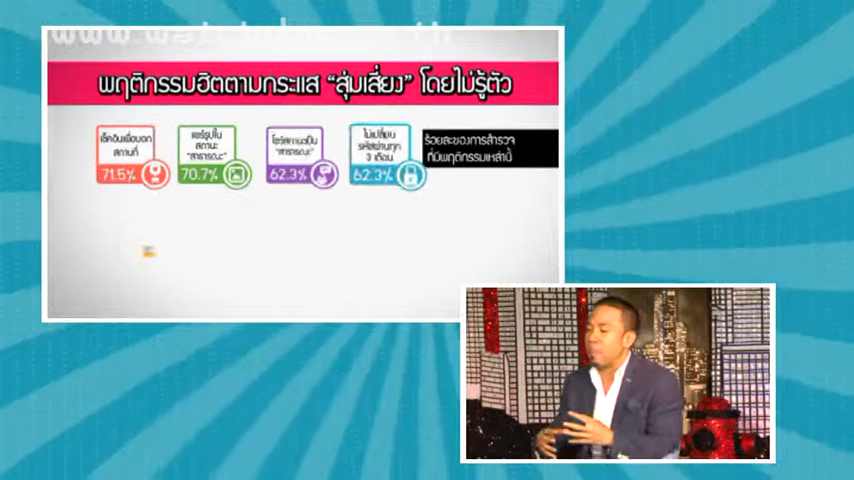 พฤติกรรมฮิตตามกระแส “สุ่มเสี่ยง” โดยไม่รู้ตัว
เช็คอินเพื่อบอก
สถานที่
71.5%
แชร์รูปใน
สถานะ
"สาธารณะ"
70.7%
โชว์สถานะเป็น
"สาธารณะ"
62.3%
ไม่เปลี่ยน
รหัสผ่านทุก
3 เดือน
62.3%
ร้อยละของการสำรวจ
ที่มีพฤติกรรมเหล่านี้